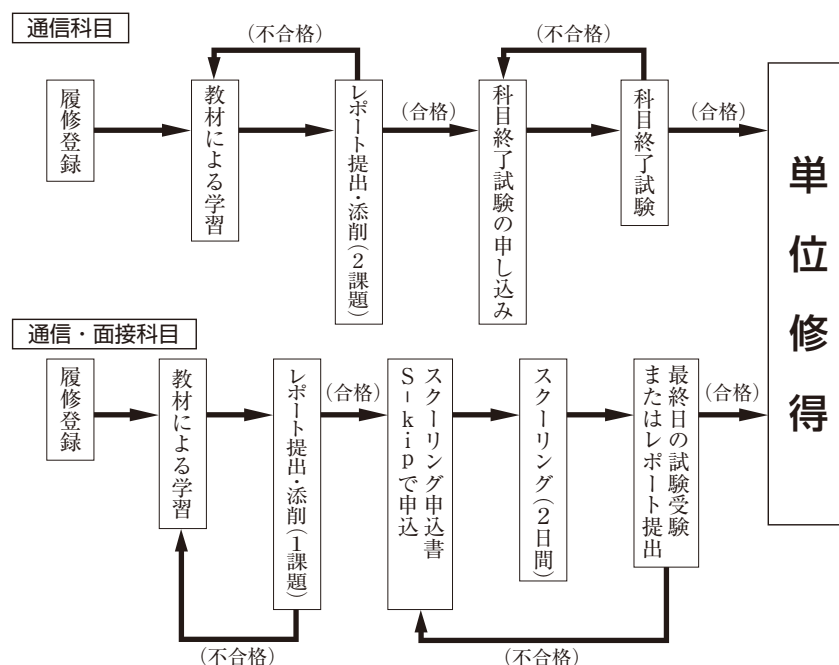 通信科目
(不合格)
(不合格)
履修登録
教材による学習
レポート提出・添削(2課題)
(合格)
科目終了試験の申し込み
科目終了試験
(合格)
単位修得
通信・面接科目
履修登録
教材による学習
レポート提出・添削(1課題)
(合格)
スクーリング申込書
S-kipで申込
スクーリング(2日間)
最終日の試験受験
またはレポート提出
(合格)
(不合格)
(不合格)